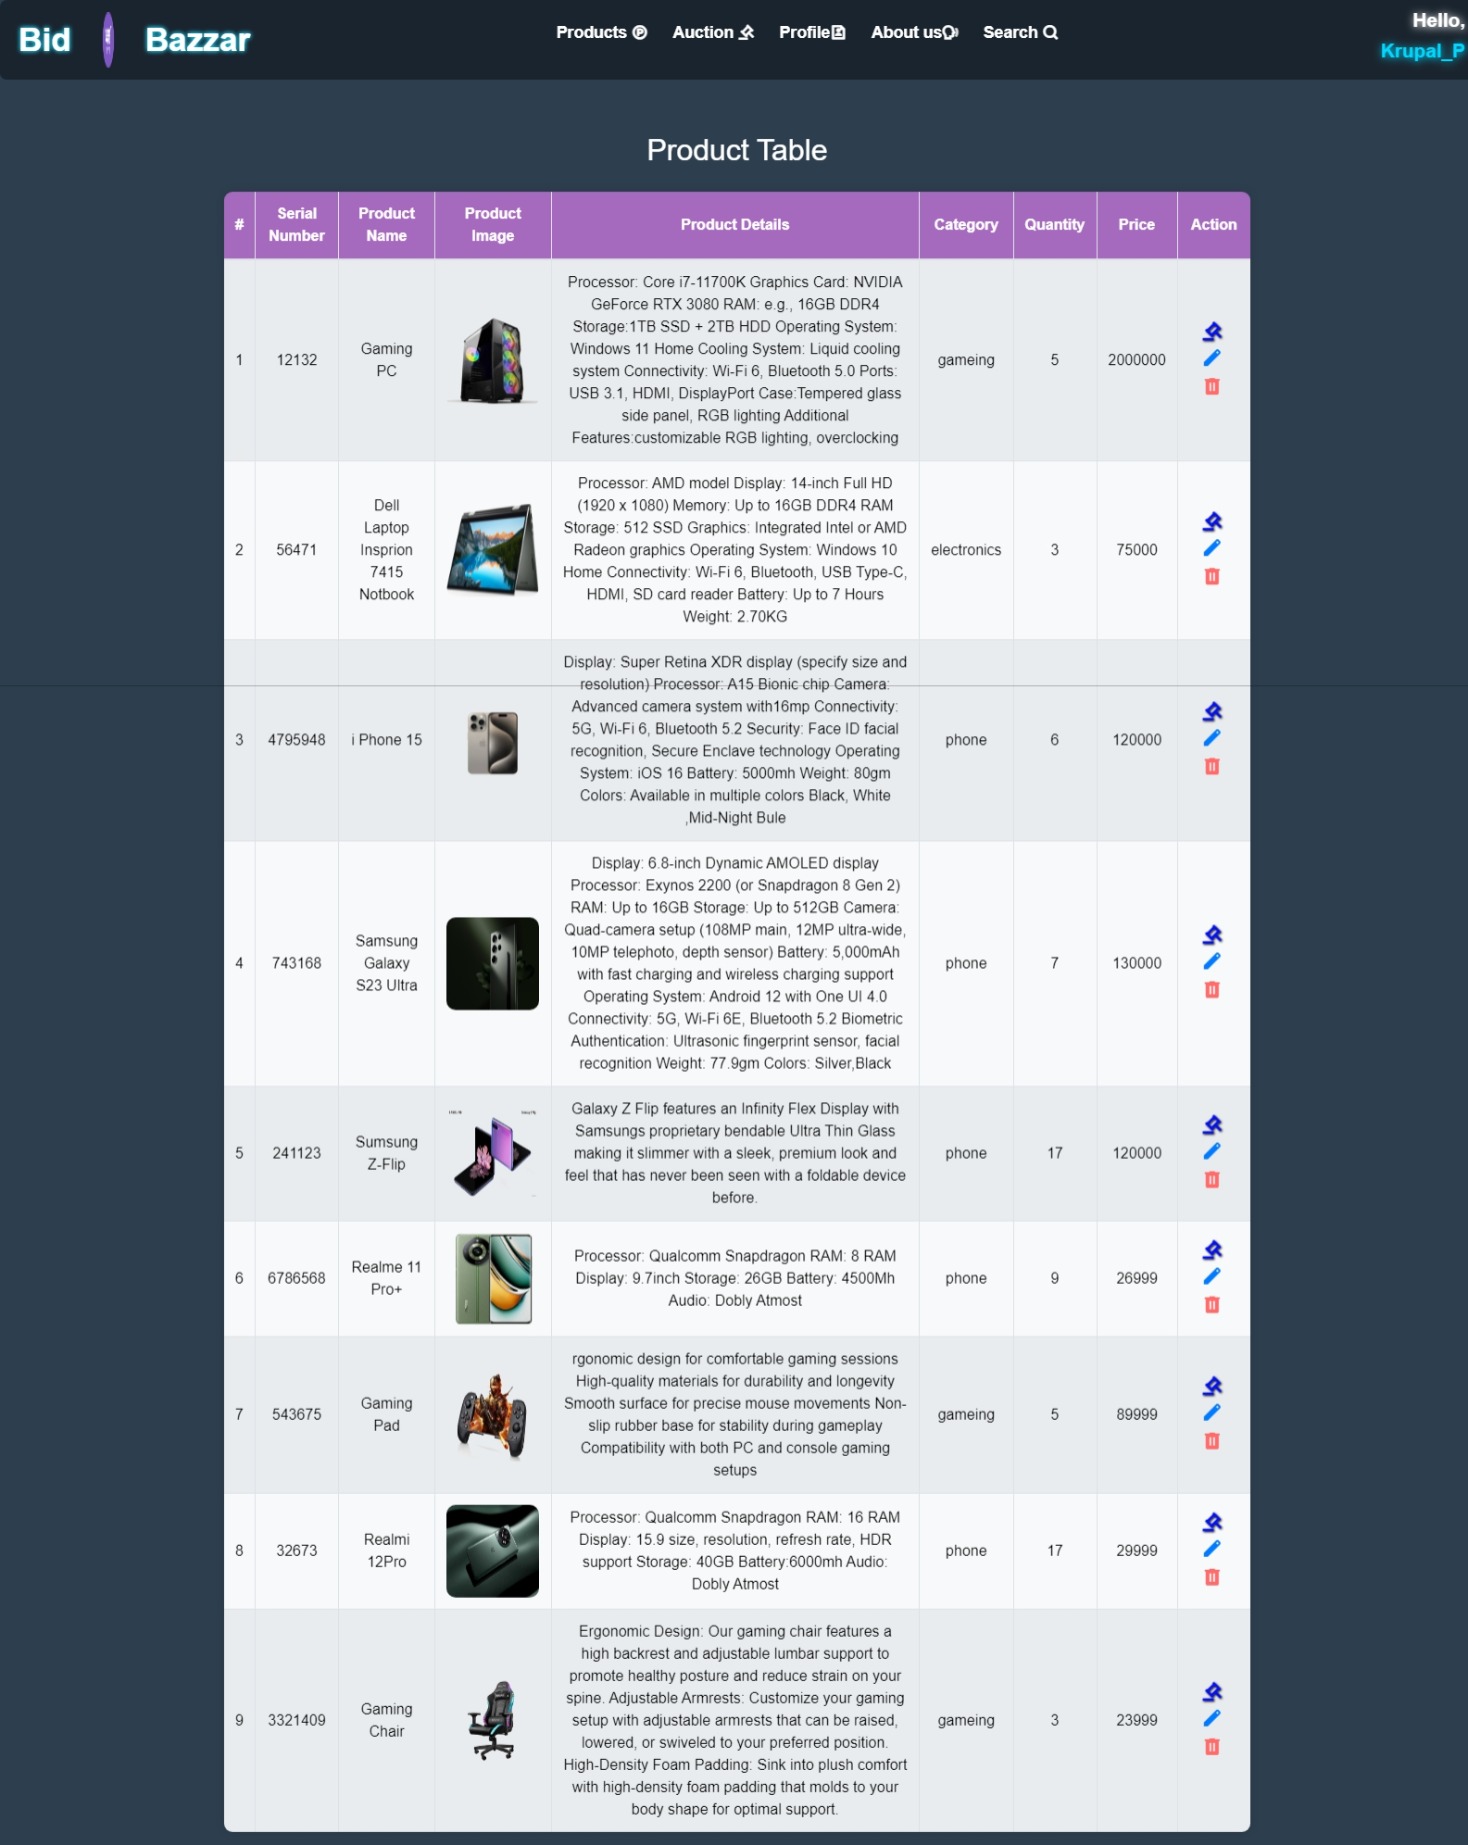 Bid Bazzar
Products Auction Profile About us Search
Hello,
Krupal_P
Product Table
# Serial Number Product Name Product Image Product Details Category Quantity Price Action
1 12132 Gaming PC
Processor: Core i7-11700K Graphics Card: NVIDIA
GeForce RTX 3080 RAM: e.g., 16GB DDR4
Storage:1TB SSD + 2TB HDD Operating System:
Windows 11 Home Cooling System: Liquid cooling
system Connectivity: Wi-Fi 6, Bluetooth 5.0 Ports:
USB 3.1, HDMI, DisplayPort Case:Tempered glass
side panel, RGB lighting Additional
Features:customizable RGB lighting, overclocking
gameing 5 2000000
2 56471
Dell
Laptop
Insprion
7415
Notbook
Processor: AMD model Display: 14-inch Full HD
(1920 x 1080) Memory: Up to 16GB DDR4 RAM
Storage: 512 SSD Graphics: Integrated Intel or AMD
Radeon graphics Operating System: Windows 10
Home Connectivity: Wi-Fi 6, Bluetooth, USB Type-C,
HDMI, SD card reader Battery: Up to 7 Hours
Weight: 2.70KG
electronics 3 75000
3 4795948 i Phone 15
Display: Super Retina XDR display (specify size and
resolution) Processor: A15 Bionic chip Camera:
Advanced camera system with16mp Connectivity:
5G, Wi-Fi 6, Bluetooth 5.2 Security: Face ID facial
recognition, Secure Enclave technology Operating
System: iOS 16 Battery: 5000mh Weight: 80gm
Colors: Available in multiple colors Black, White
,Mid-Night Bule
phone 6 120000
4 743168
Samsung
Galaxy
S23 Ultra
Display: 6.8-inch Dynamic AMOLED display
Processor: Exynos 2200 (or Snapdragon 8 Gen 2)
RAM: Up to 16GB Storage: Up to 512GB Camera:
Quad-camera setup (108MP main, 12MP ultra-wide,
10MP telephoto, depth sensor) Battery: 5,000mAh
with fast charging and wireless charging support
Operating System: Android 12 with One UI 4.0
Connectivity: 5G, Wi-Fi 6E, Bluetooth 5.2 Biometric
Authentication: Ultrasonic fingerprint sensor, facial
recognition Weight: 77.9gm Colors: Silver,Black
phone 7 130000
5 241123
Sumsung
Z-Flip
Galaxy Z Flip features an Infinity Flex Display with
Samsungs proprietary bendable Ultra Thin Glass
making it slimmer with a sleek, premium look and
feel that has never been seen with a foldable device
before.
phone 17 120000
6 6786568
Realme 11
Pro+
Processor: Qualcomm Snapdragon RAM: 8 RAM
Display: 9.7inch Storage: 26GB Battery: 4500Mh
Audio: Dobly Atmost
phone 9 26999
7 543675
Gaming
Pad
rgonomic design for comfortable gaming sessions
High-quality materials for durability and longevity
Smooth surface for precise mouse movements Non-
slip rubber base for stability during gameplay
Compatibility with both PC and console gaming
setups
gameing 5 89999
8 32673
Realmi
12Pro
Processor: Qualcomm Snapdragon RAM: 16 RAM
Display: 15.9 size, resolution, refresh rate, HDR
support Storage: 40GB Battery:6000mh Audio:
Dobly Atmost
phone 17 29999
9 3321409
Gaming
Chair
Ergonomic Design: Our gaming chair features a
high backrest and adjustable lumbar support to
promote healthy posture and reduce strain on your
spine. Adjustable Armrests: Customize your gaming
setup with adjustable armrests that can be raised,
lowered, or swiveled to your preferred position.
High-Density Foam Padding: Sink into plush comfort
with high-density foam padding that molds to your
body shape for optimal support.
gameing 3 23999